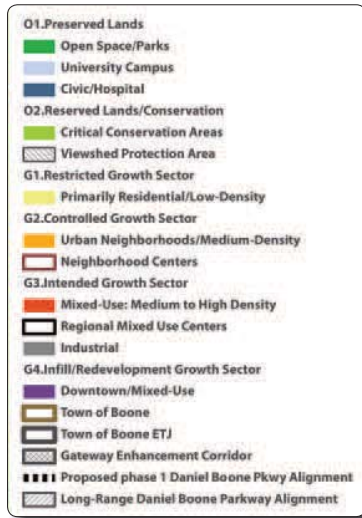 O1.Preserved Lands
Open Space/Parks
University Campus
Civic/Hospital
O2.Reserved Lands/Conservation
Critical Conservation Areas
Viewshed Protection Area
G1.Restricted Growth Sector
Primarily Residential/Low-Density
G2.Controlled Growth Sector
Urban Neighborhoods/Medium-Density
Neighborhood Centers
G3.Intended Growth Sector
Mixed-Use: Medium to High Density
Regional Mixed Use Centers
Industrial
G4.Infill/Redevelopment Growth Sector
Downtown/Mixed-Use
Town of Boone
Town of Boone ETJ
Gateway Enhancement Corridor
Proposed phase 1 Daniel Boone Pkwy Alignment
Long-Range Daniel Boone Parkway Alignment